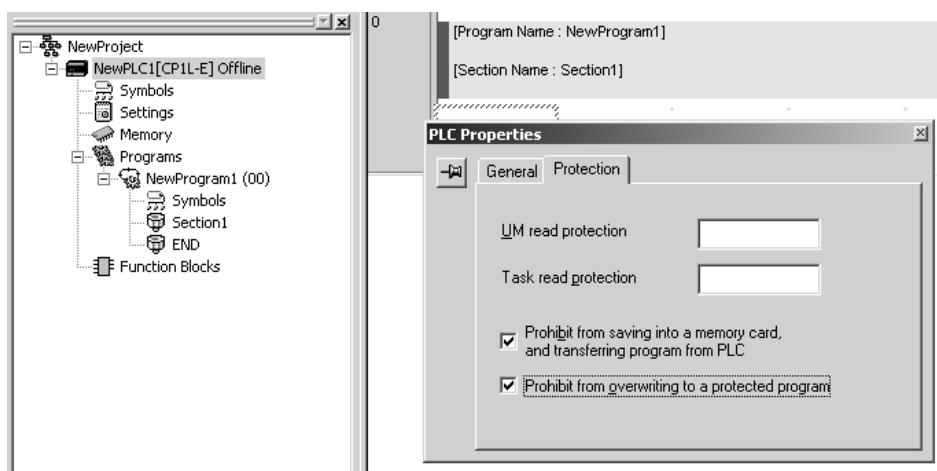 NewProject
NewPLC1[CP1L-E] Offline
Symbols
Settings
Memory
Programs
NewProgram1 (00)
Symbols
Section1
END
Function Blocks
0
[Program Name : NewProgram1]
[Section Name : Section1]
PLC Properties
General Protection
UM read protection
Task read protection
Prohibit from saving into a memory card,
and transferring program from PLC
Prohibit from overwriting to a protected program